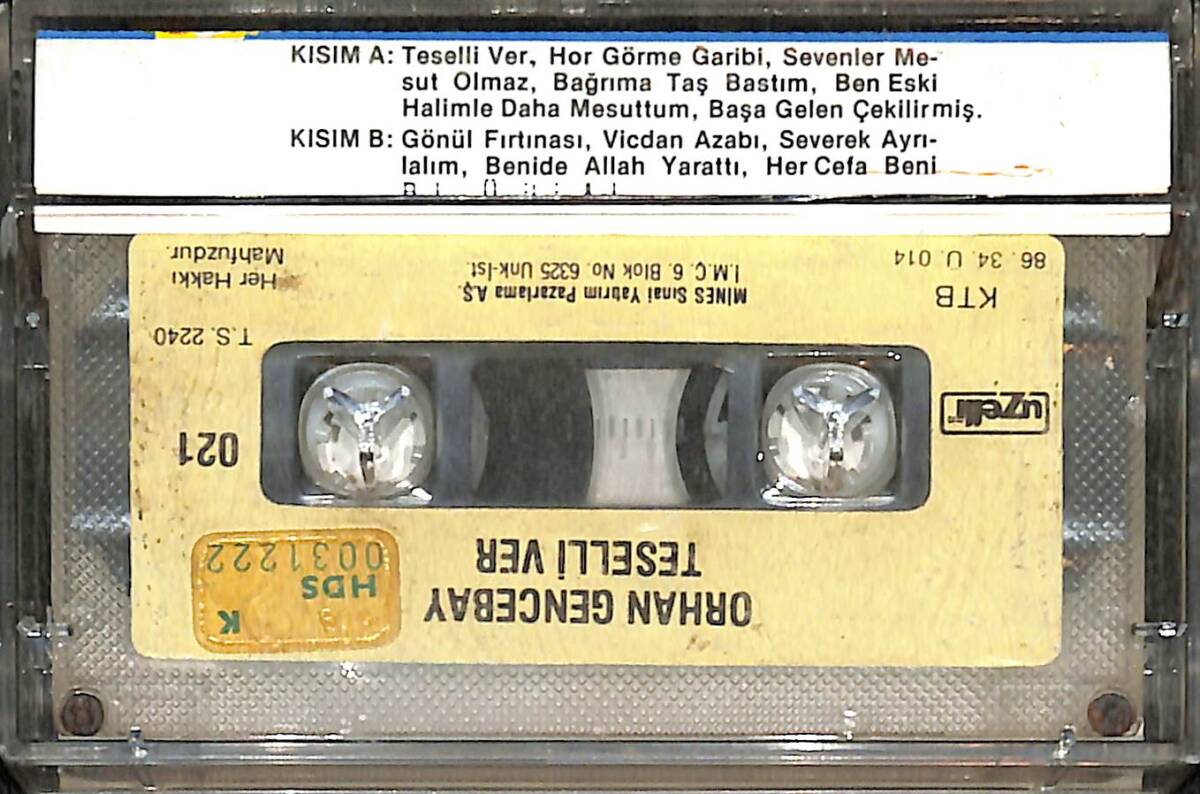 KISIM A: Teselli Ver, Hor Görme Garibi, Sevenler Me-
sut Olmaz, Bağrıma Taş Bastım, Ben Eski
Halimle Daha Mesuttum, Başa Gelen Çekilirmiş.
KISIM B: Gönül Fırtınası, Vicdan Azabı, Severek Ayrı-
lalım, Benide Allah Yarattı, Her Cefa Beni
ORHAN GENCEBAY
TESELLİ VER
K
HDS
0031222
uzelli
021
T.S. 2240
KTB
86. 34. Ü. 014
MİNES Sınai Yatırım Pazarlama A.Ş.
I.M.Ç. 6. Blok No. 6325 Unk-Ist.
Her Hakkı
Mahfuzdur.